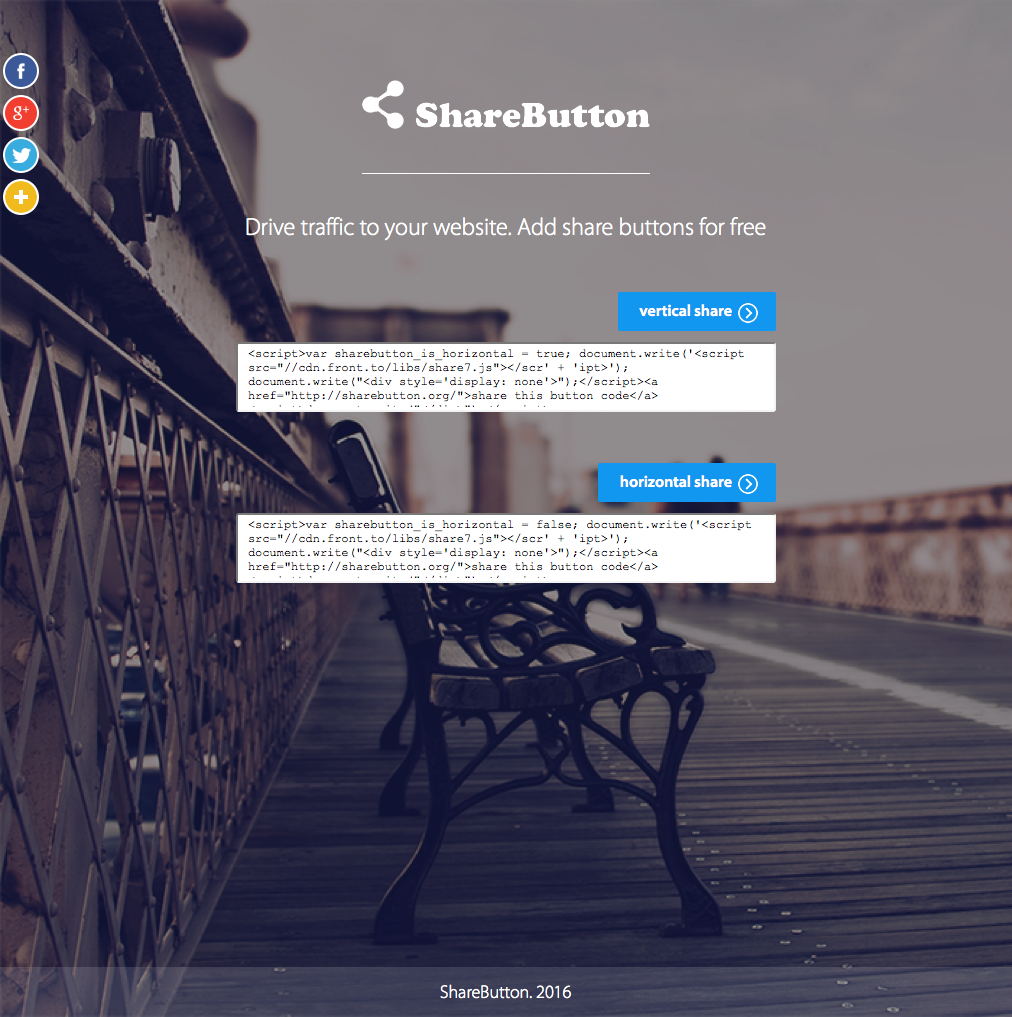 f
g+
ShareButton
Drive traffic to your website. Add share buttons for free
vertical share
<script>var sharebutton_is_horizontal = true; document.write('<script
src="//cdn.front.to/libs/share7.js"></scr' + 'ipt>');
document.write("<div style='display: none'>");</script><a
href="http://sharebutton.org/">share this button code</a>
horizontal share
<script>var sharebutton_is_horizontal = false; document.write('<script
src="//cdn.front.to/libs/share7.js"></scr' + 'ipt>');
document.write("<div style='display: none'>");</script><a
href="http://sharebutton.org/">share this button code</a>
ShareButton. 2016